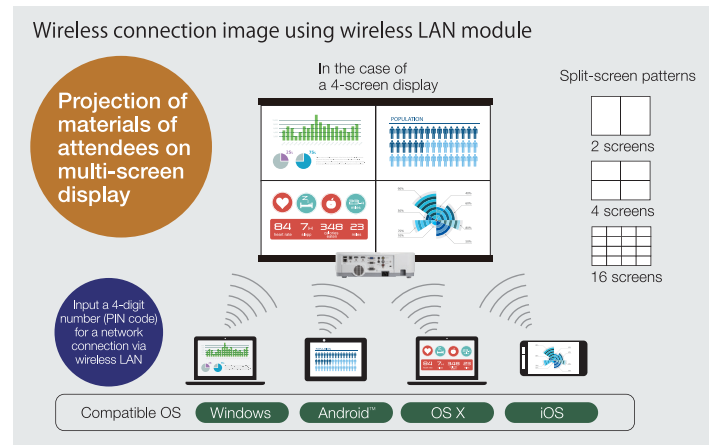 Wireless connection image using wireless LAN module
Projection of
materials of
attendees on
multi-screen
display
In the case of
a 4-screen display
POPULATION
84
7
348
23
Split-screen patterns
2 screens
4 screens
16 screens
Input a 4-digit
number (PIN code)
for a network
connection via
wireless LAN
Compatible OS
Windows
Android™
OS X
iOS